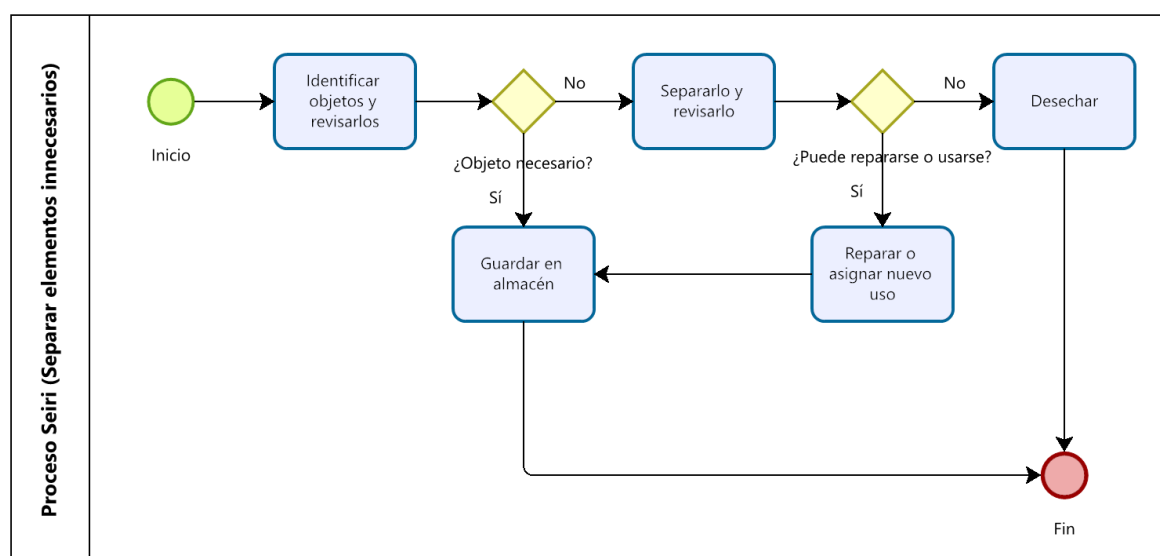 Proceso Seiri (Separar elementos innecesarios)
Inicio
Identificar
objetos y
revisarlos
¿Objeto necesario?
No
Sí
Separarlo y
revisarlo
¿Puede repararse o usarse?
No
Sí
Desechar
Guardar en
almacén
Reparar o
asignar nuevo
uso
Fin